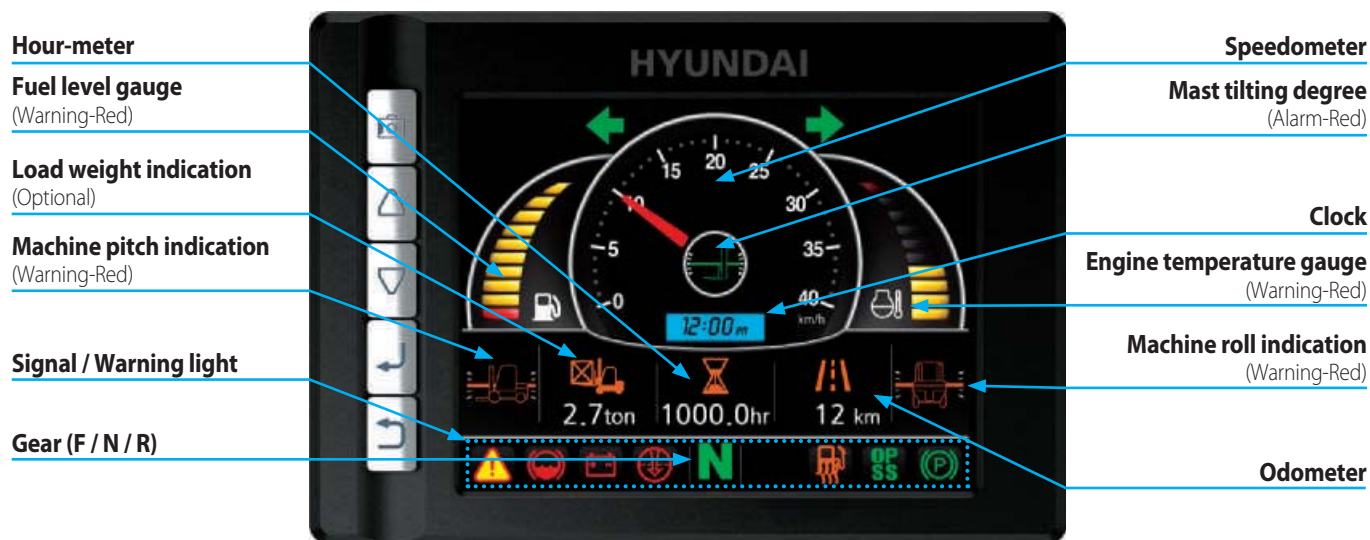 Hour-meter
Fuel level gauge
(Warning-Red)
Load weight indication
(Optional)
Machine pitch indication
(Warning-Red)
Signal / Warning light
Gear (F / N / R)
HYUNDAI
0
5
10
15
20
25
30
35
40
km/h
12:00
2.7ton
1000.0hr
12 km
N
OP
SS
P
Speedometer
Mast tilting degree
(Alarm-Red)
Clock
Engine temperature gauge
(Warning-Red)
Machine roll indication
(Warning-Red)
Odometer